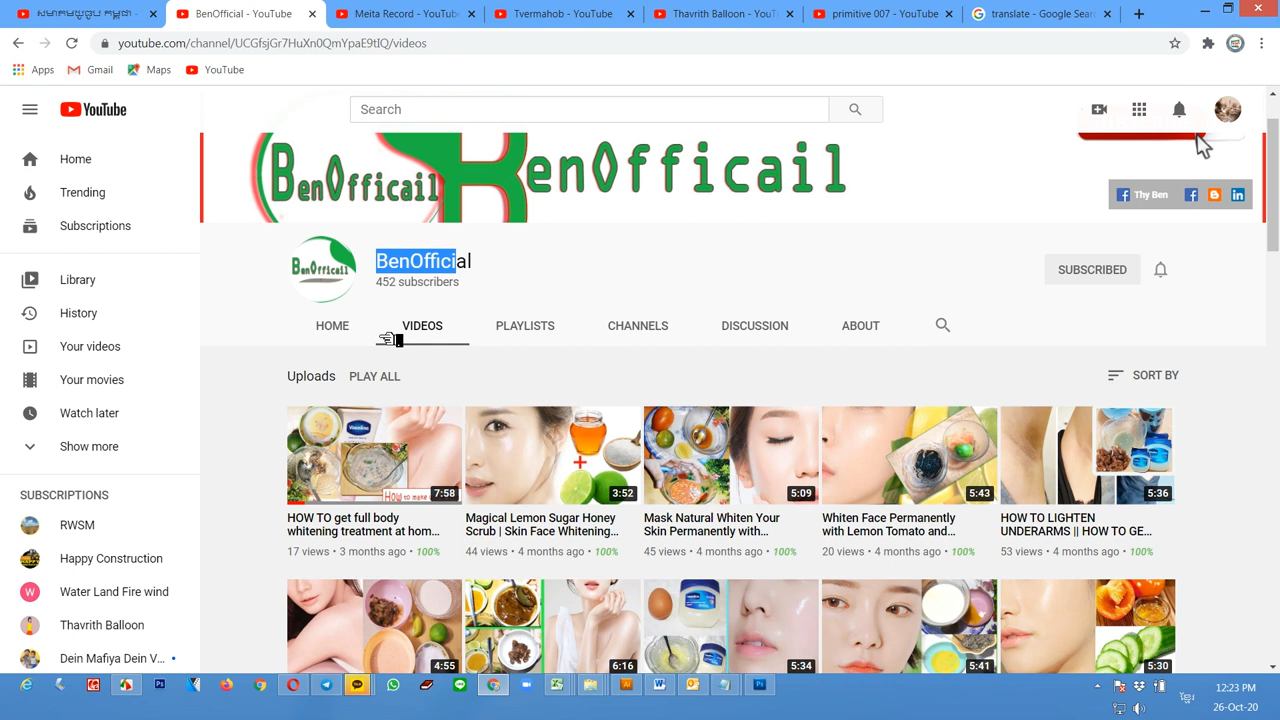 BenOfficial - YouTube
Meita Record - YouTube
Tvermahob - YouTube
Thavrith Balloon - YouT
primitive 007 - YouTube
translate - Google Sear
youtube.com/channel/UCGfsjGr7HuXn0QmYpaE9tIQ/videos
Apps
Gmail
Maps
YouTube
YouTube
Search
BenOfficail
BenOfficail
Thy Ben
Home
Trending
Subscriptions
Library
History
Your videos
Your movies
Watch later
Show more
SUBSCRIPTIONS
RWSM
Happy Construction
Water Land Fire wind
Thavrith Balloon
Dein Mafiya Dein V...
BenOfficail
BenOfficial
452 subscribers
SUBSCRIBED
HOME
VIDEOS
PLAYLISTS
CHANNELS
DISCUSSION
ABOUT
Uploads
PLAY ALL
SORT BY
7:58
3:52
5:09
5:43
5:36
HOW TO get full body
whitening treatment at hom...
17 views • 3 months ago • 100%
Magical Lemon Sugar Honey
Scrub | Skin Face Whitening...
44 views • 4 months ago • 100%
Mask Natural Whiten Your
Skin Permanently with...
45 views • 4 months ago • 100%
Whiten Face Permanently
with Lemon Tomato and...
20 views • 4 months ago • 100%
HOW TO LIGHTEN
UNDERARMS || HOW TO GE...
53 views • 4 months ago • 100%
4:55
6:16
5:34
5:41
5:30
12:23 PM
26-Oct-20